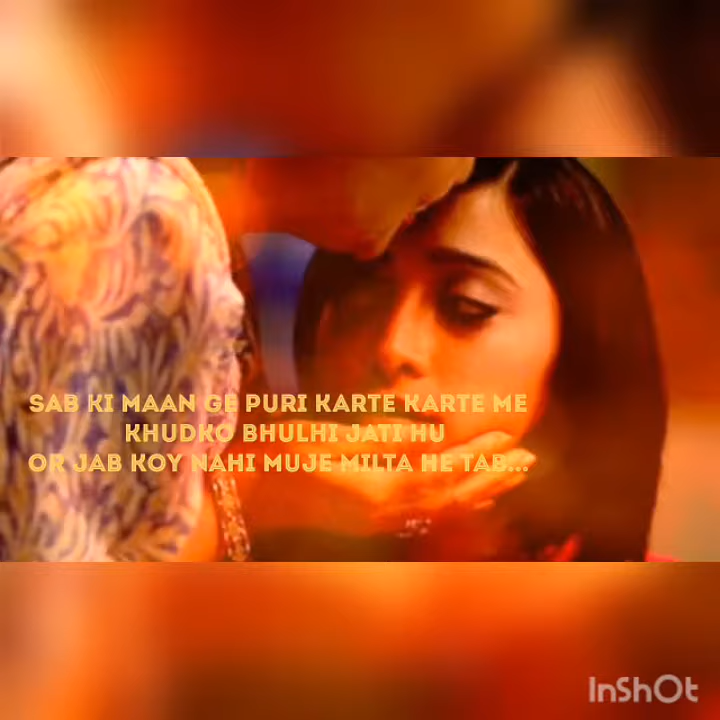 SAB KI MAAN GE PURI KARTE KARTE ME
KHUDKO BHULHI JATI HU
OR JAB KOY NAHI MUJE MILTA HE TAB...
InShOt